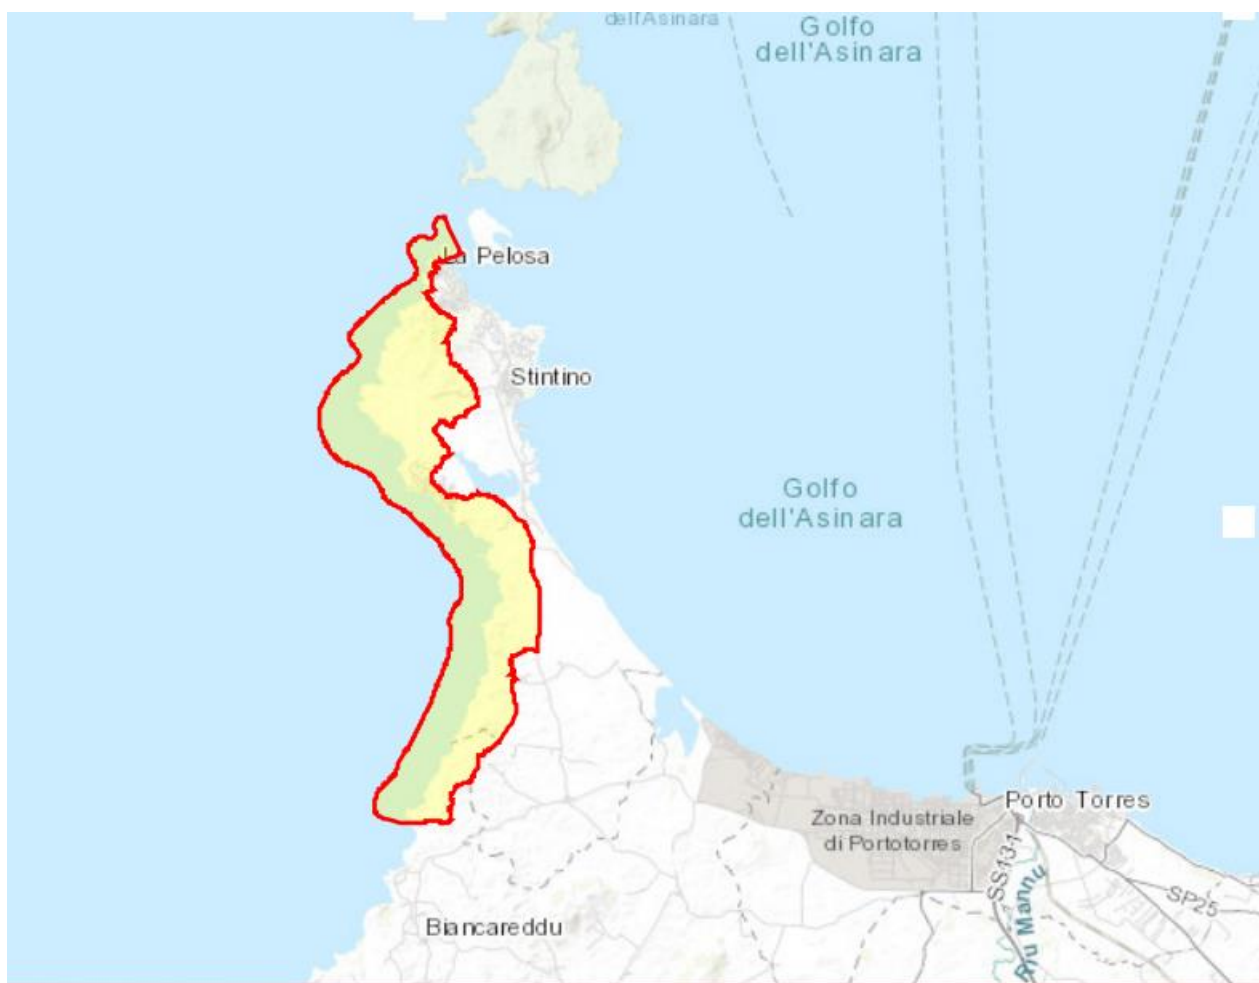 dell'Asinara
Golfo
dell'Asinara
La Pelosa
Stintino
Golfo
dell'Asinara
Porto Torres
Zona Industriale
di Portotorres
SS131
Riu Mannu
SP25
Biancareddu